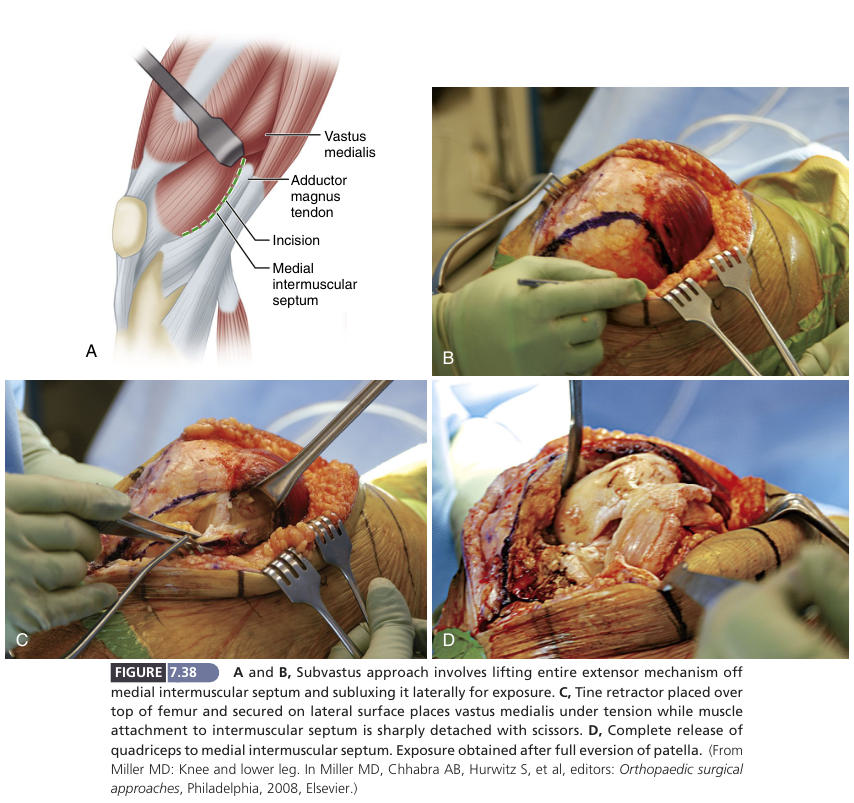 Vastus
medialis
Adductor
magnus
tendon
Incision
Medial
intermuscular
septum
A
B
C
D
FIGURE 7.38 A and B, Subvastus approach involves lifting entire extensor mechanism off
medial intermuscular septum and subluxing it laterally for exposure. C, Tine retractor placed over
top of femur and secured on lateral surface places vastus medialis under tension while muscle
attachment to intermuscular septum is sharply detached with scissors. D, Complete release of
quadriceps to medial intermuscular septum. Exposure obtained after full eversion of patella. (From
Miller MD: Knee and lower leg. In Miller MD, Chhabra AB, Hurwitz S, et al, editors: Orthopaedic surgical
approaches, Philadelphia, 2008, Elsevier.)